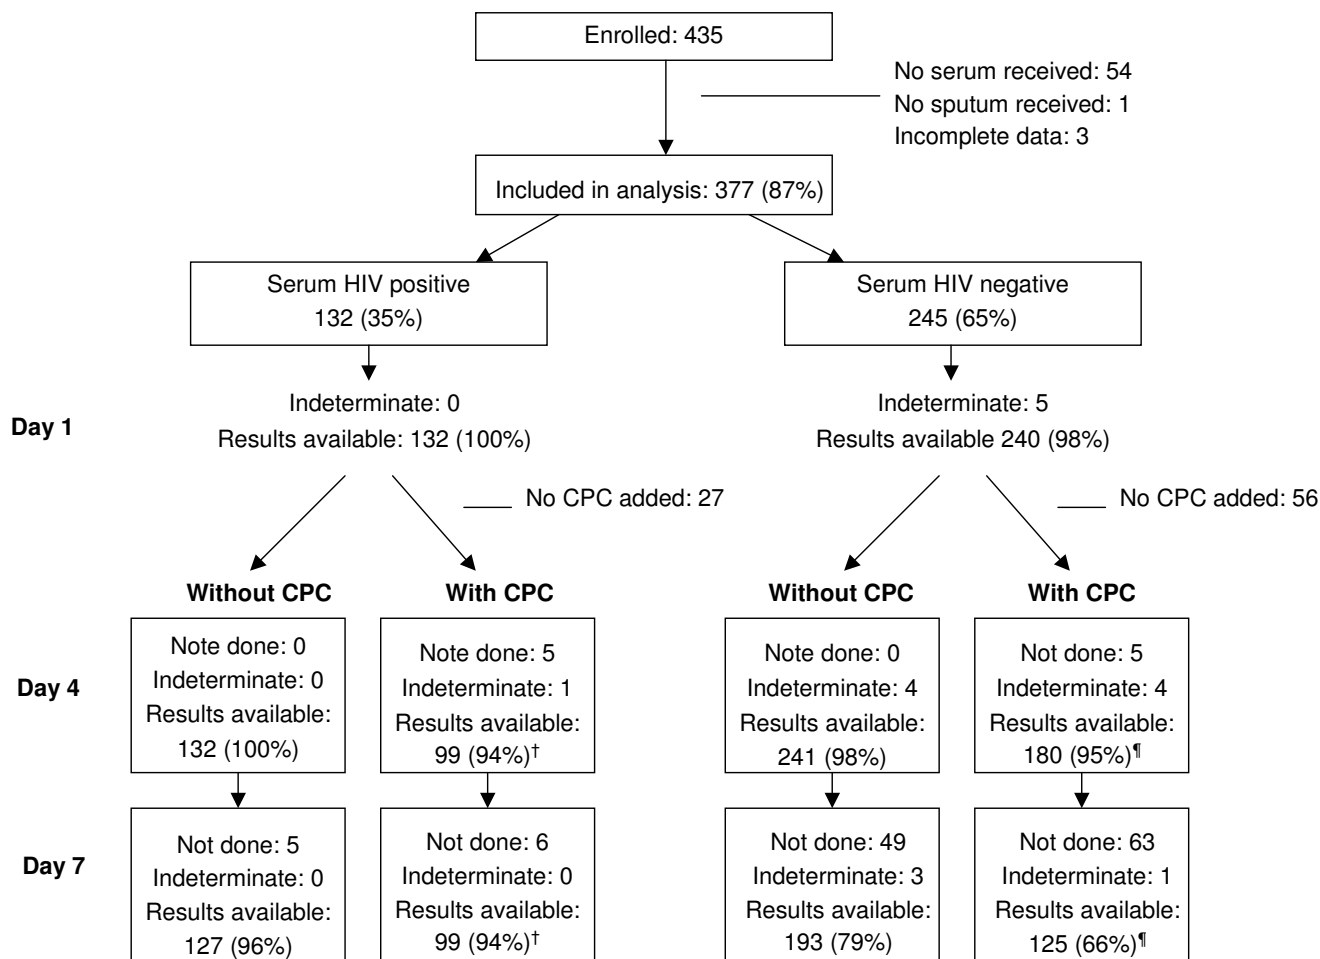 Enrolled: 435
No serum received: 54
No sputum received: 1
Incomplete data: 3
Included in analysis: 377 (87%)
Serum HIV positive
132 (35%)
Serum HIV negative
245 (65%)
Day 1
Indeterminate: 0
Results available: 132 (100%)
Indeterminate: 5
Results available 240 (98%)
No CPC added: 27
No CPC added: 56
Without CPC
With CPC
Without CPC
With CPC
Day 4
Note done: 0
Indeterminate: 0
Results available:
132 (100%)
Note done: 5
Indeterminate: 1
Results available:
99 (94%)†
Note done: 0
Indeterminate: 4
Results available:
241 (98%)
Not done: 5
Indeterminate: 4
Results available:
180 (95%)¶
Day 7
Not done: 5
Indeterminate: 0
Results available:
127 (96%)
Not done: 6
Indeterminate: 0
Results available:
99 (94%)†
Not done: 49
Indeterminate: 3
Results available:
193 (79%)
Not done: 63
Indeterminate: 1
Results available:
125 (66%)¶